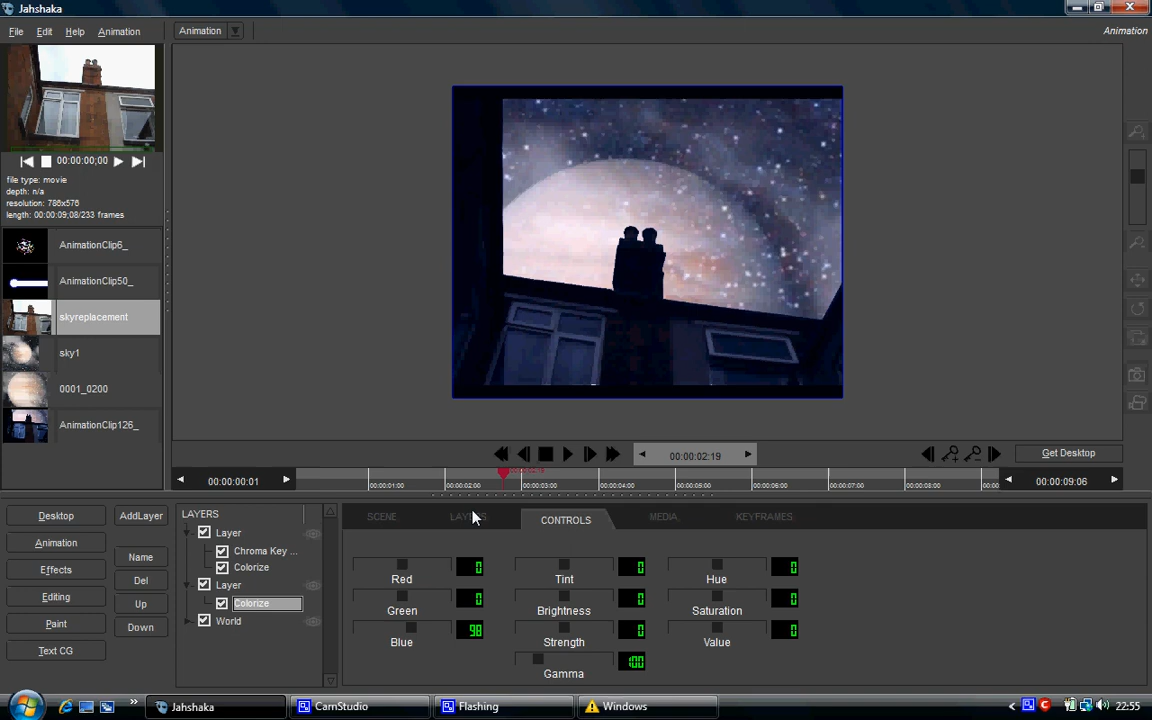 Jahshaka
File Edit Help Animation
Animation
Animation
00:00:00;00
file type: movie
depth: n/a
resolution: 788x576
length: 00:00:09;08/233 frames
AnimationClip6_
AnimationClip50_
skyreplacement
sky1
0001_0200
AnimationClip126_
00:00:02:19
Get Desktop
00:00:00:01
00:00:02:19
00:00:01:00 00:00:02:00 00:00:03:00 00:00:04:00 00:00:05:00 00:00:06:00 00:00:07:00 00:00:08:00
00:00:09:06
Desktop
Animation
Effects
Editing
Paint
Text CG
AddLayer
Name
Del
Up
Down
LAYERS
Layer
Chroma Key ...
Colorize
Layer
Colorize
World
SCENE LAYERS CONTROLS MEDIA KEYFRAMES
0 0 0
Red Tint Hue
0 0 0
Green Brightness Saturation
98 0 0
Blue Strength Value
100
Gamma
Jahshaka CamStudio Flashing Windows
22:55